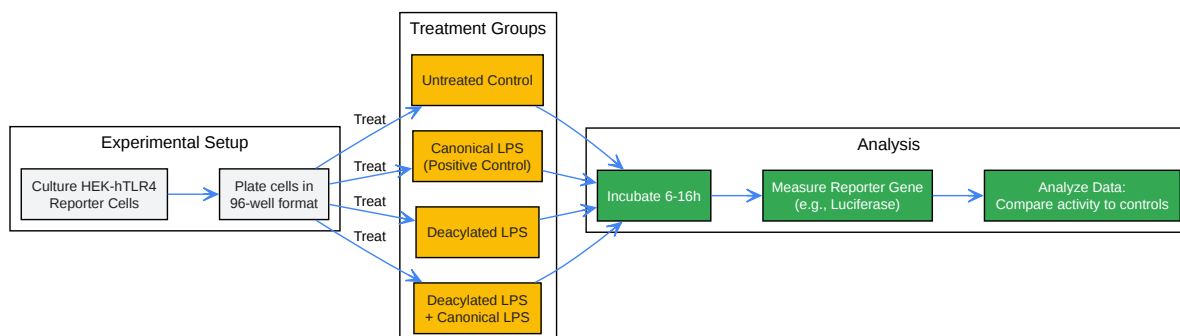 Experimental Setup
Culture HEK-hTLR4
Reporter Cells
Plate cells in
96-well format
Treat
Treat
Treat
Treat
Treatment Groups
Untreated Control
Canonical LPS
(Positive Control)
Deacylated LPS
Deacylated LPS
+ Canonical LPS
Analysis
Incubate 6-16h
Measure Reporter Gene
(e.g., Luciferase)
Analyze Data:
Compare activity to controls